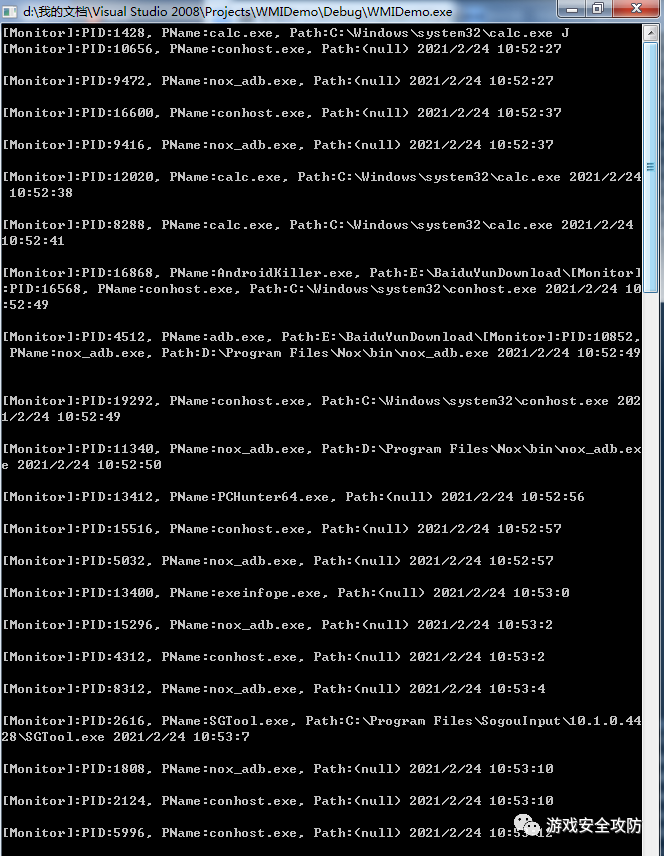 d:\我的文档\Visual Studio 2008\Projects\WMIDemo\Debug\WMIDemo.exe
[Monitor]:PID:1428, PName:calc.exe, Path:C:\Windows\system32\calc.exe J
[Monitor]:PID:10656, PName:conhost.exe, Path:(null) 2021/2/24 10:52:27
[Monitor]:PID:9472, PName:nox_adb.exe, Path:(null) 2021/2/24 10:52:27
[Monitor]:PID:16600, PName:conhost.exe, Path:(null) 2021/2/24 10:52:37
[Monitor]:PID:9416, PName:nox_adb.exe, Path:(null) 2021/2/24 10:52:37
[Monitor]:PID:12020, PName:calc.exe, Path:C:\Windows\system32\calc.exe 2021/2/24
10:52:38
[Monitor]:PID:8288, PName:calc.exe, Path:C:\Windows\system32\calc.exe 2021/2/24
10:52:41
[Monitor]:PID:16868, PName:AndroidKiller.exe, Path:E:\BaiduYunDownload\[Monitor]
:PID:16568, PName:conhost.exe, Path:C:\Windows\system32\conhost.exe 2021/2/24 10
:52:49
[Monitor]:PID:4512, PName:adb.exe, Path:E:\BaiduYunDownload\[Monitor]:PID:10852,
PName:nox_adb.exe, Path:D:\Program Files\Nox\bin\nox_adb.exe 2021/2/24 10:52:49
[Monitor]:PID:19292, PName:conhost.exe, Path:C:\Windows\system32\conhost.exe 202
1/2/24 10:52:49
[Monitor]:PID:11340, PName:nox_adb.exe, Path:D:\Program Files\Nox\bin\nox_adb.ex
e 2021/2/24 10:52:50
[Monitor]:PID:13412, PName:PCHunter64.exe, Path:(null) 2021/2/24 10:52:56
[Monitor]:PID:15516, PName:conhost.exe, Path:(null) 2021/2/24 10:52:57
[Monitor]:PID:5032, PName:nox_adb.exe, Path:(null) 2021/2/24 10:52:57
[Monitor]:PID:13400, PName:exeinfope.exe, Path:(null) 2021/2/24 10:53:0
[Monitor]:PID:15296, PName:nox_adb.exe, Path:(null) 2021/2/24 10:53:2
[Monitor]:PID:4312, PName:conhost.exe, Path:(null) 2021/2/24 10:53:2
[Monitor]:PID:8312, PName:nox_adb.exe, Path:(null) 2021/2/24 10:53:4
[Monitor]:PID:2616, PName:SGTool.exe, Path:C:\Program Files\SogouInput\10.1.0.44
28\SGTool.exe 2021/2/24 10:53:7
[Monitor]:PID:1808, PName:nox_adb.exe, Path:(null) 2021/2/24 10:53:10
[Monitor]:PID:2124, PName:conhost.exe, Path:(null) 2021/2/24 10:53:10
[Monitor]:PID:5996, PName:conhost.exe, Path:(null) 2021/2/24 10:53:12
游戏安全攻防